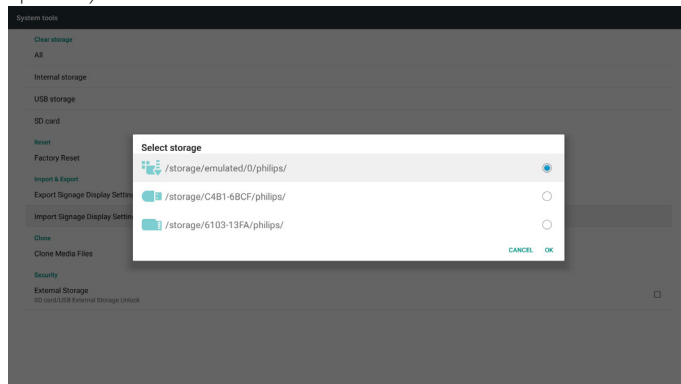 System tools
Clear storage
All
Internal storage
USB storage
SD card
Reset
Factory Reset
Import & Export
Export Signage Display Settin
Import Signage Display Settin
Clone
Clone Media Files
Security
External Storage
SD card/USB External Storage Unlock
Select storage
/storage/emulated/0/philips/
/storage/C4B1-6BCF/philips/
/storage/6103-13FA/philips/
CANCEL OK